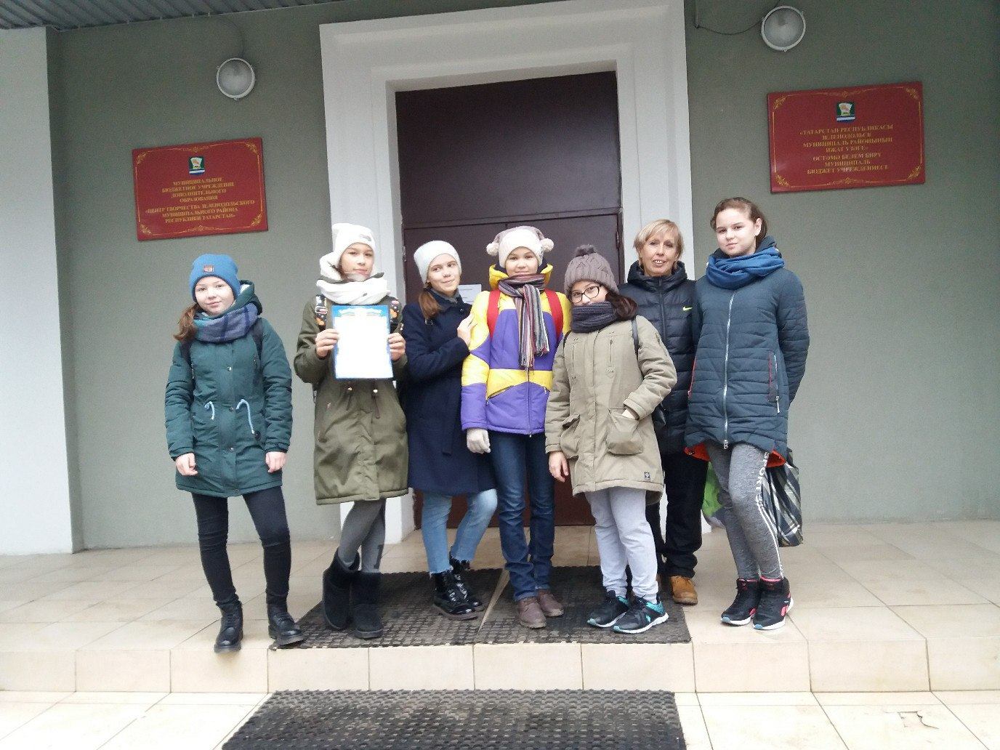 МУНИЦИПАЛЬНОЕ
БЮДЖЕТНОЕ УЧРЕЖДЕНИЕ
ДОПОЛНИТЕЛЬНОГО
ОБРАЗОВАНИЯ
«ЦЕНТР ТВОРЧЕСТВА ЗЕЛЕНОДОЛЬСКОГО
МУНИЦИПАЛЬНОГО РАЙОНА
РЕСПУБЛИКИ ТАТАРСТАН»
«ТАТАРСТАН РЕСПУБЛИКАСЫ
ЗЕЛЕНОДОЛЬСК
МУНИЦИПАЛЬ РАЙОНЫНЫҢ
ИҖАТ ҮЗӘГЕ»
ӨСТӘМӘ БЕЛЕМ БИРҮ
МУНИЦИПАЛЬ
БЮДЖЕТ УЧРЕЖДЕНИЕСЕ
SPORT